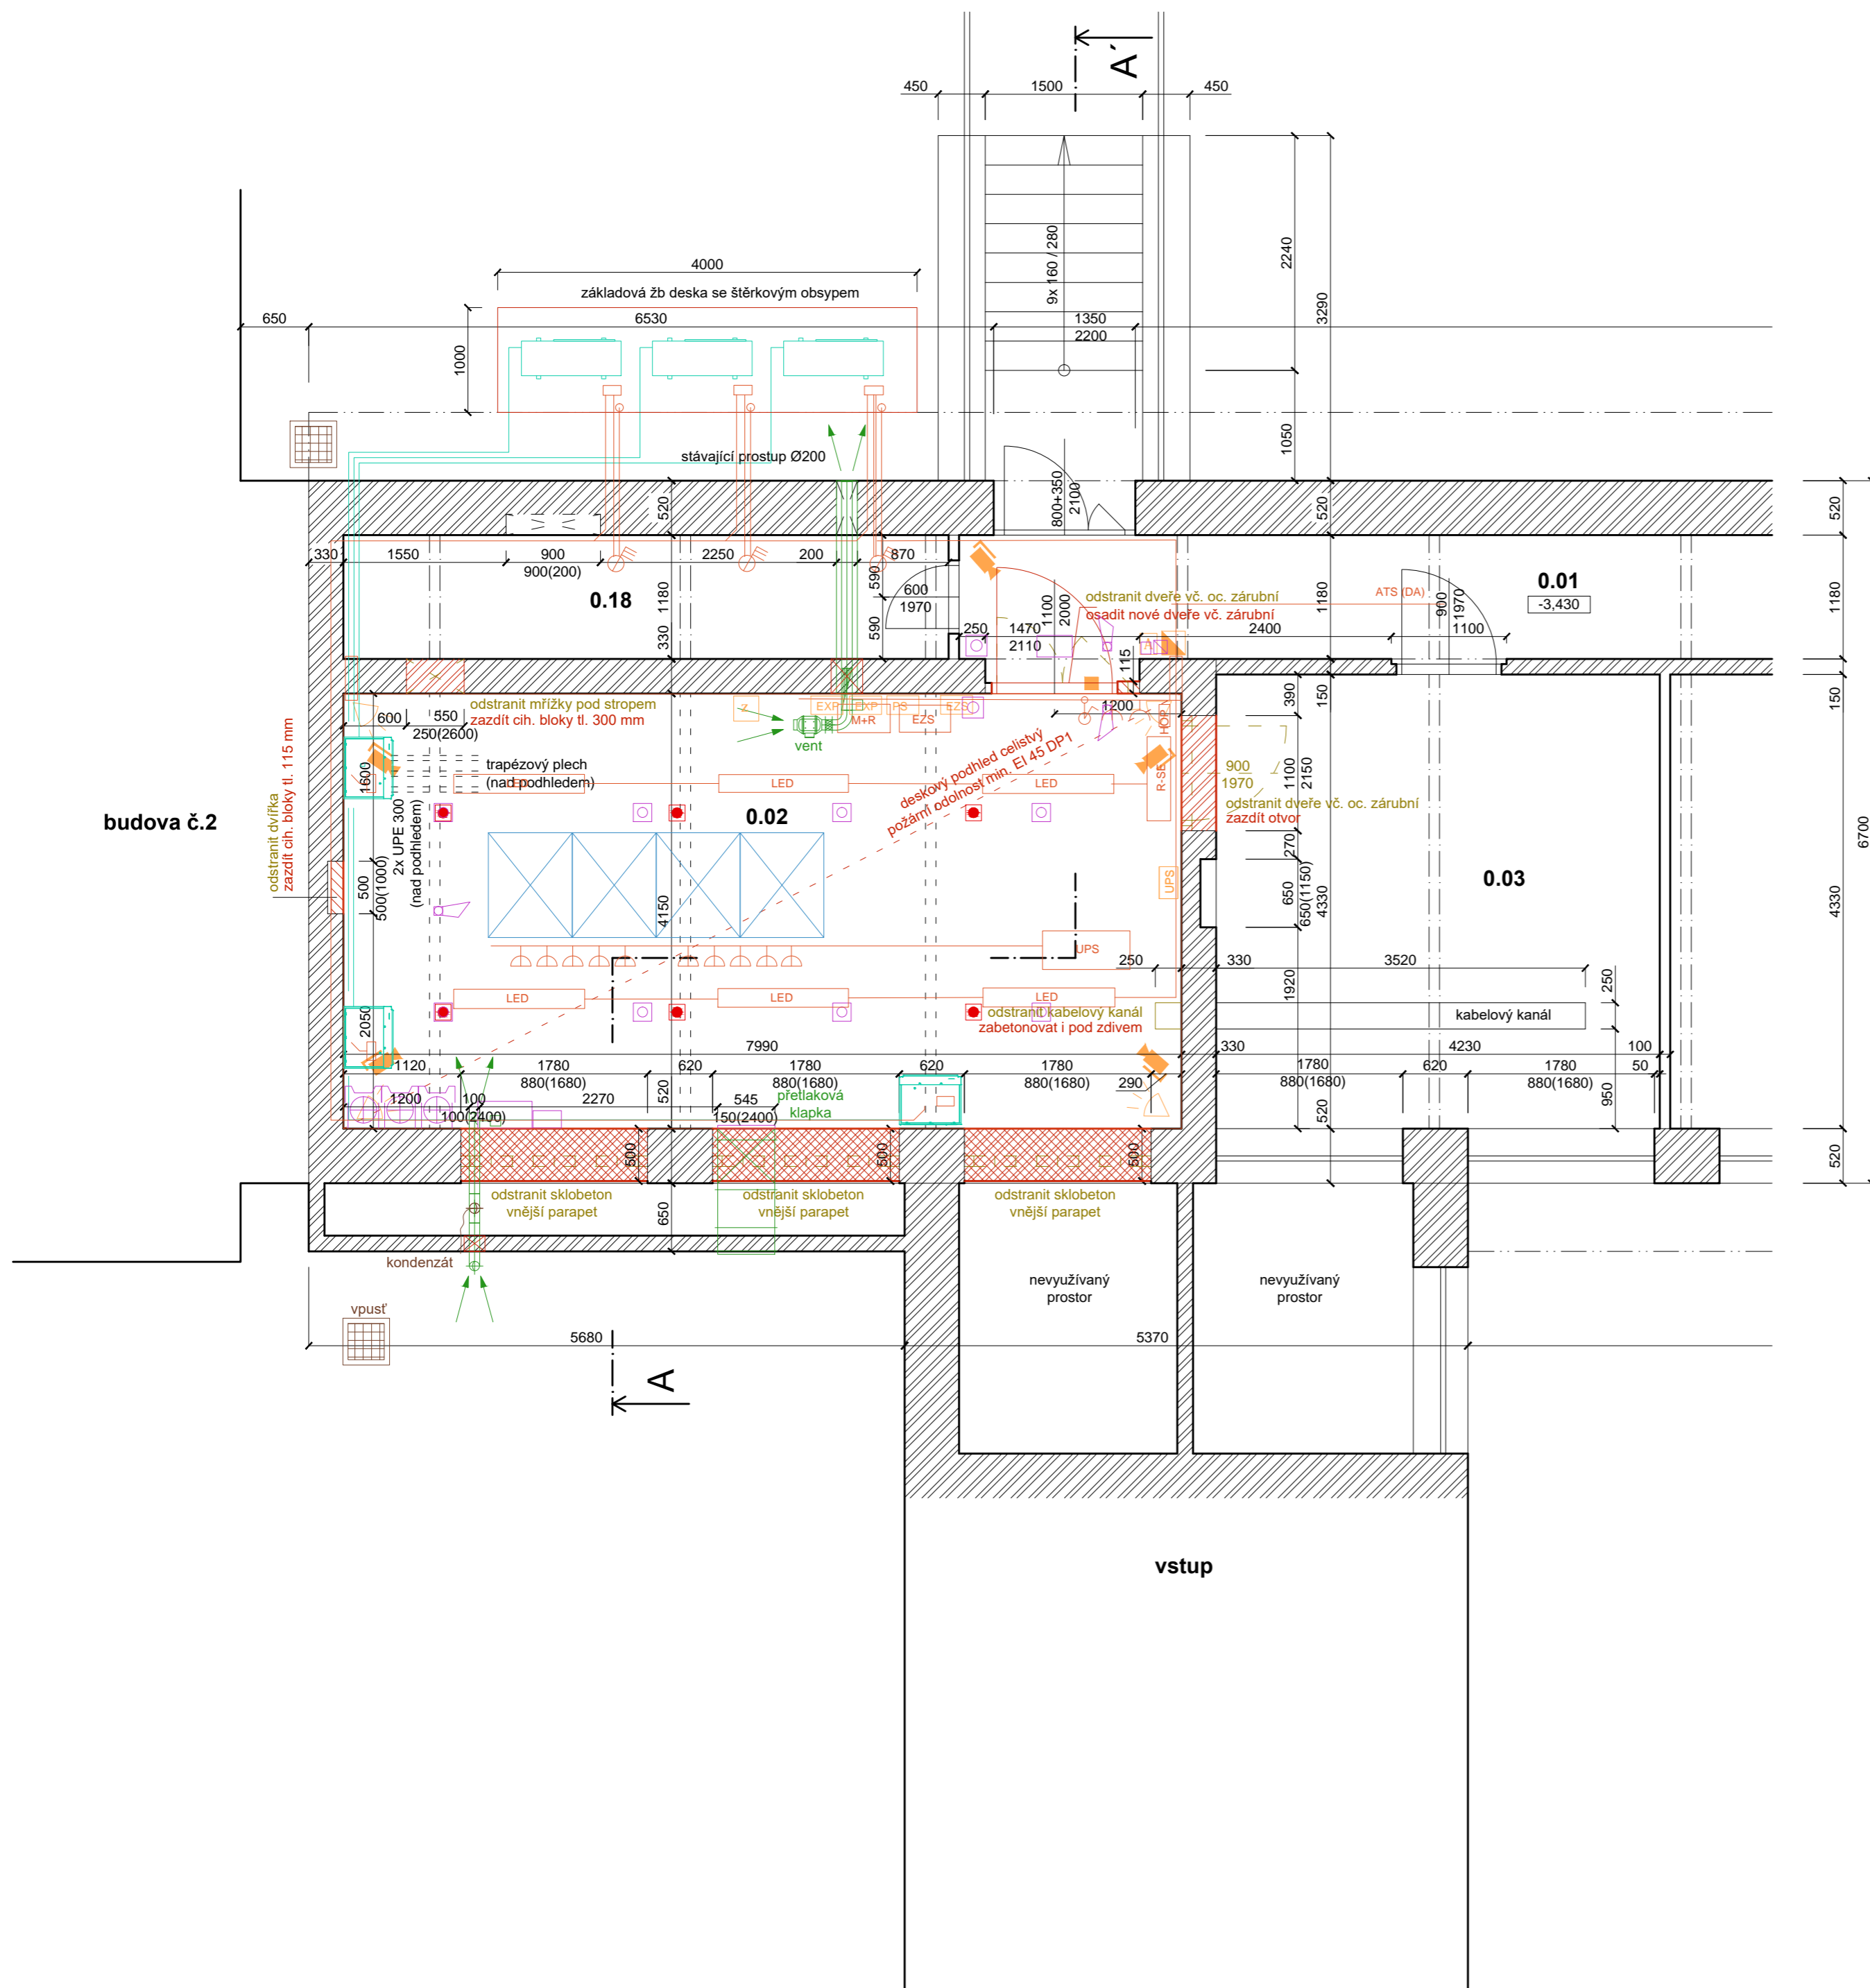 A´
450
1500
450
9x 160 / 280
2240
3290
4000
základová žb deska se štěrkovým obsypem
650
6530
1350
2200
1000
1050
stávající prostup Ø200
800+350
2100
520
520
520
520
330
1550
900
900(200)
2250
200
870
590
600
1970
590
0.18
1180
330
1100
2000
odstranit dveře vč. oc. zárubní
osadit nové dveře vč. zárubní
250
1470
2110
2400
1100
1180
ATS (DA)
900
1970
0.01
-3,430
1180
1180
115
A
150
150
150
390
odstranit mřížky pod stropem
zazdít cih. bloky tl. 300 mm
600
550
250(2600)
Z
EXP
EXP
PS
EZS
M+R
EZS
vent
1200
HOP
R-SE
odstranit dvířka
zazdít cih. bloky tl. 115 mm
1600
trapézový plech
(nad podhledem)
2x UPE 300
(nad podhledem)
LED
LED
LED
deskový podhled celistvý
požární odolnost min. EI 45 DP1
900
1970
1100
2150
odstranit dveře vč. oc. zárubní
zazdít otvor
270
budova č.2
0.02
0.03
6700
500
500(1000)
4150
UPS
650
650(1150)
4330
4330
UPS
250
330
3520
1920
250
LED
LED
LED
odstranit kabelový kanál
zabetonovat i pod zdivem
kabelový kanál
2050
7990
330
4230
100
1120
1780
880(1680)
620
1780
880(1680)
620
1780
880(1680)
290
1780
880(1680)
620
1780
880(1680)
50
950
1200
100
100(2400)
2270
520
545
150(2400)
přetlaková
klapka
520
520
500
500
500
odstranit sklobeton
vnější parapet
odstranit sklobeton
vnější parapet
odstranit sklobeton
vnější parapet
650
kondenzát
vpusť
nevyužívaný
prostor
nevyužívaný
prostor
5680
5370
A
vstup